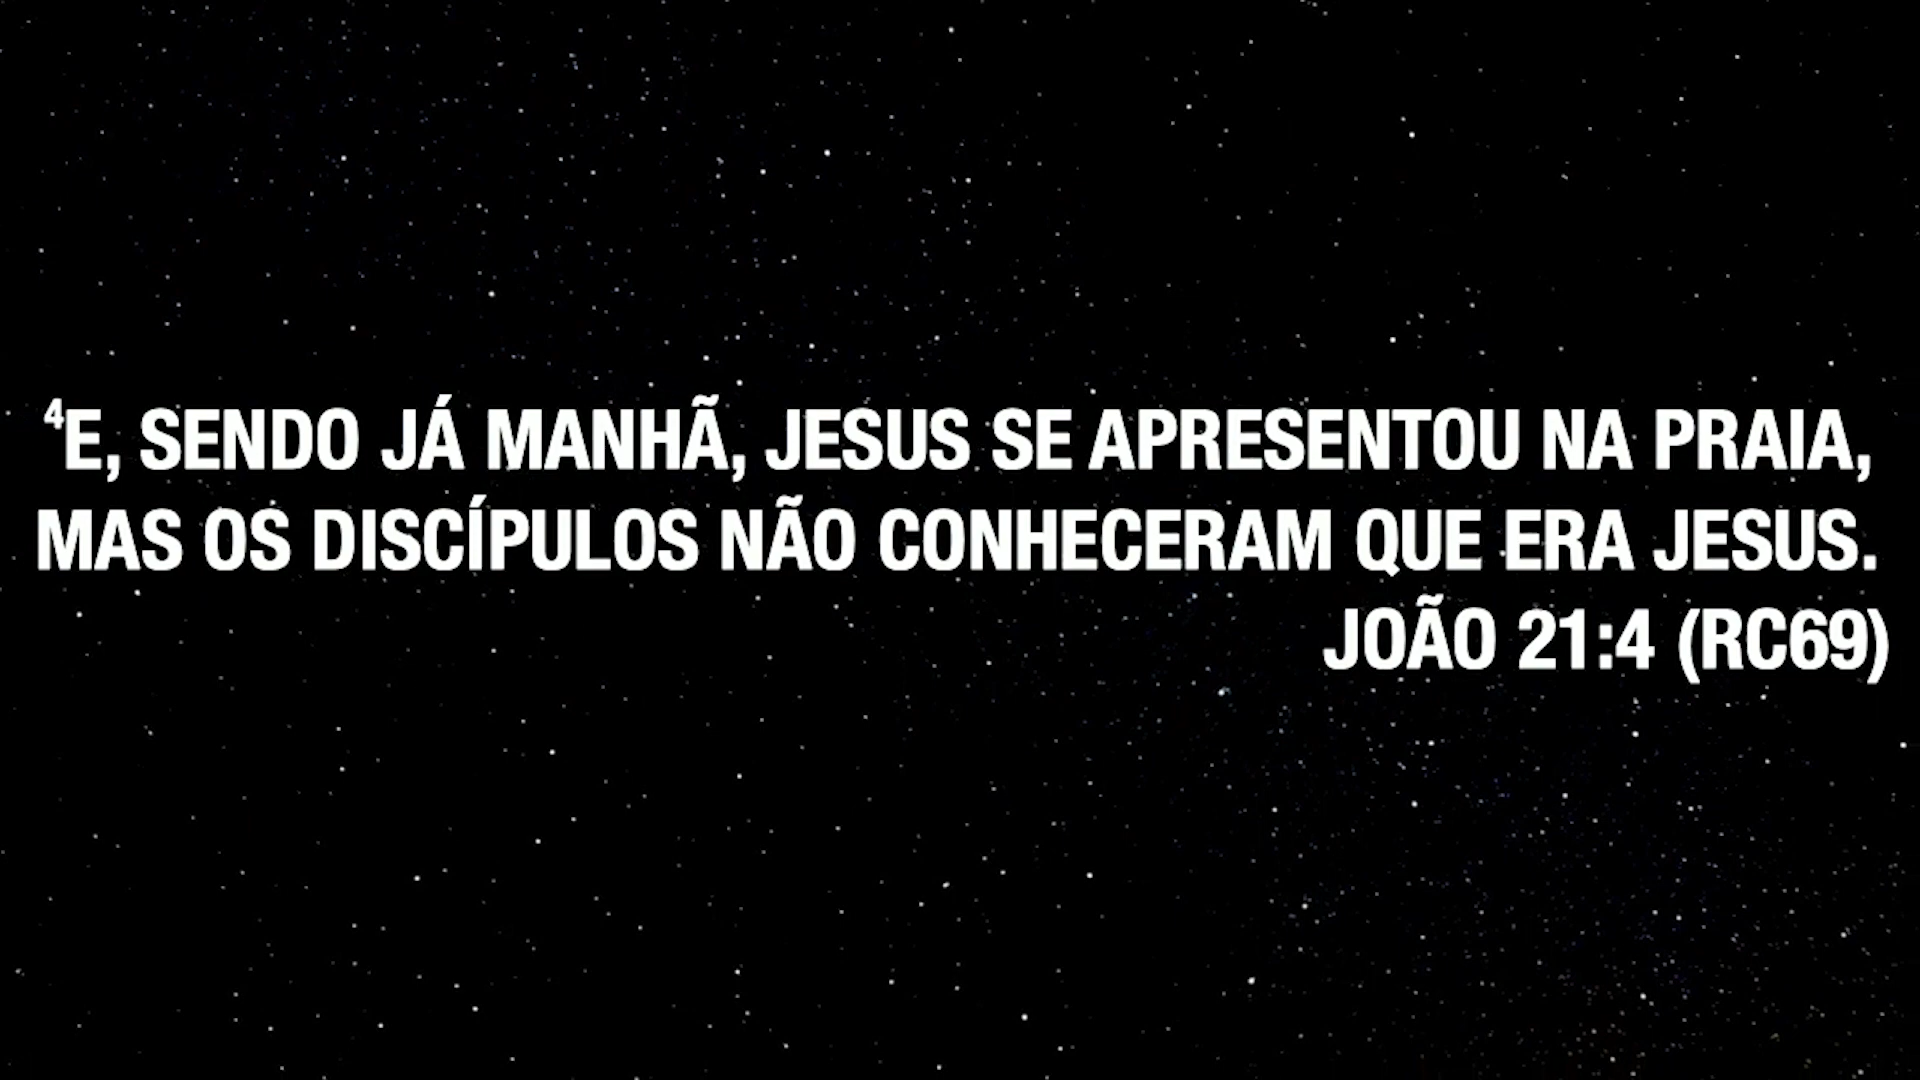 ⁴E, SENDO JÁ MANHÃ, JESUS SE APRESENTOU NA PRAIA,
MAS OS DISCÍPULOS NÃO CONHECERAM QUE ERA JESUS.
JOÃO 21:4 (RC69)